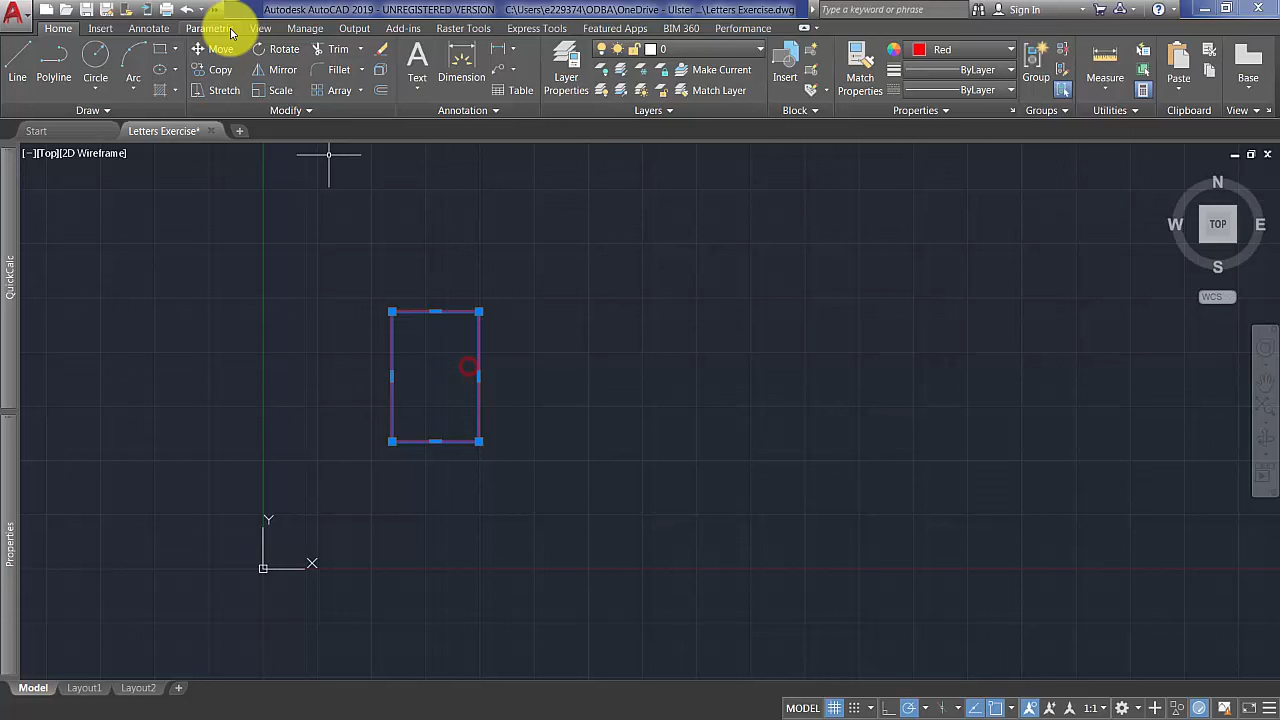 Autodesk AutoCAD 2019 - UNREGISTERED VERSION C:\Users\e229374\ODBA\OneDrive - Ulster ...\Letters Exercise.dwg Type a keyword or phrase Sign In
Home Insert Annotate Parametric View Manage Output Add-ins Raster Tools Express Tools Featured Apps BIM 360 Performance
Line Polyline Circle Arc
Move Rotate Trim
Copy Mirror Fillet
Stretch Scale Array
Text Dimension Table
Layer Properties
0
Make Current
Match Layer
Insert
Match Properties
Red
ByLayer
ByLayer
Group
Measure
Paste
Base
Draw Modify Annotation Layers Block Properties Groups Utilities Clipboard View
Start Letters Exercise*
[−][Top][2D Wireframe]
N
W TOP E
S
WCS
QuickCalc
Properties
Y
X
Model Layout1 Layout2
MODEL 1:1